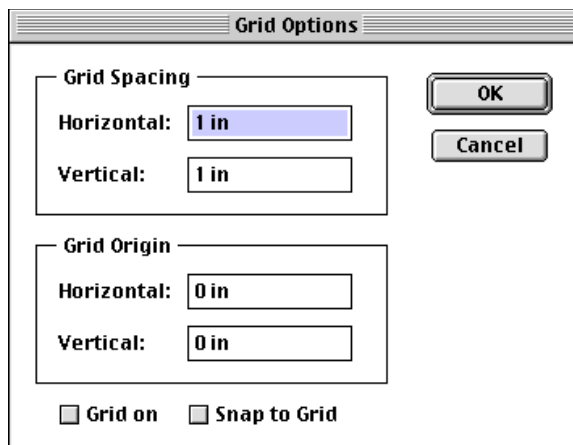 Grid Options
Grid Spacing
Horizontal: 1 in
Vertical: 1 in
OK
Cancel
Grid Origin
Horizontal: 0 in
Vertical: 0 in
Grid on Snap to Grid